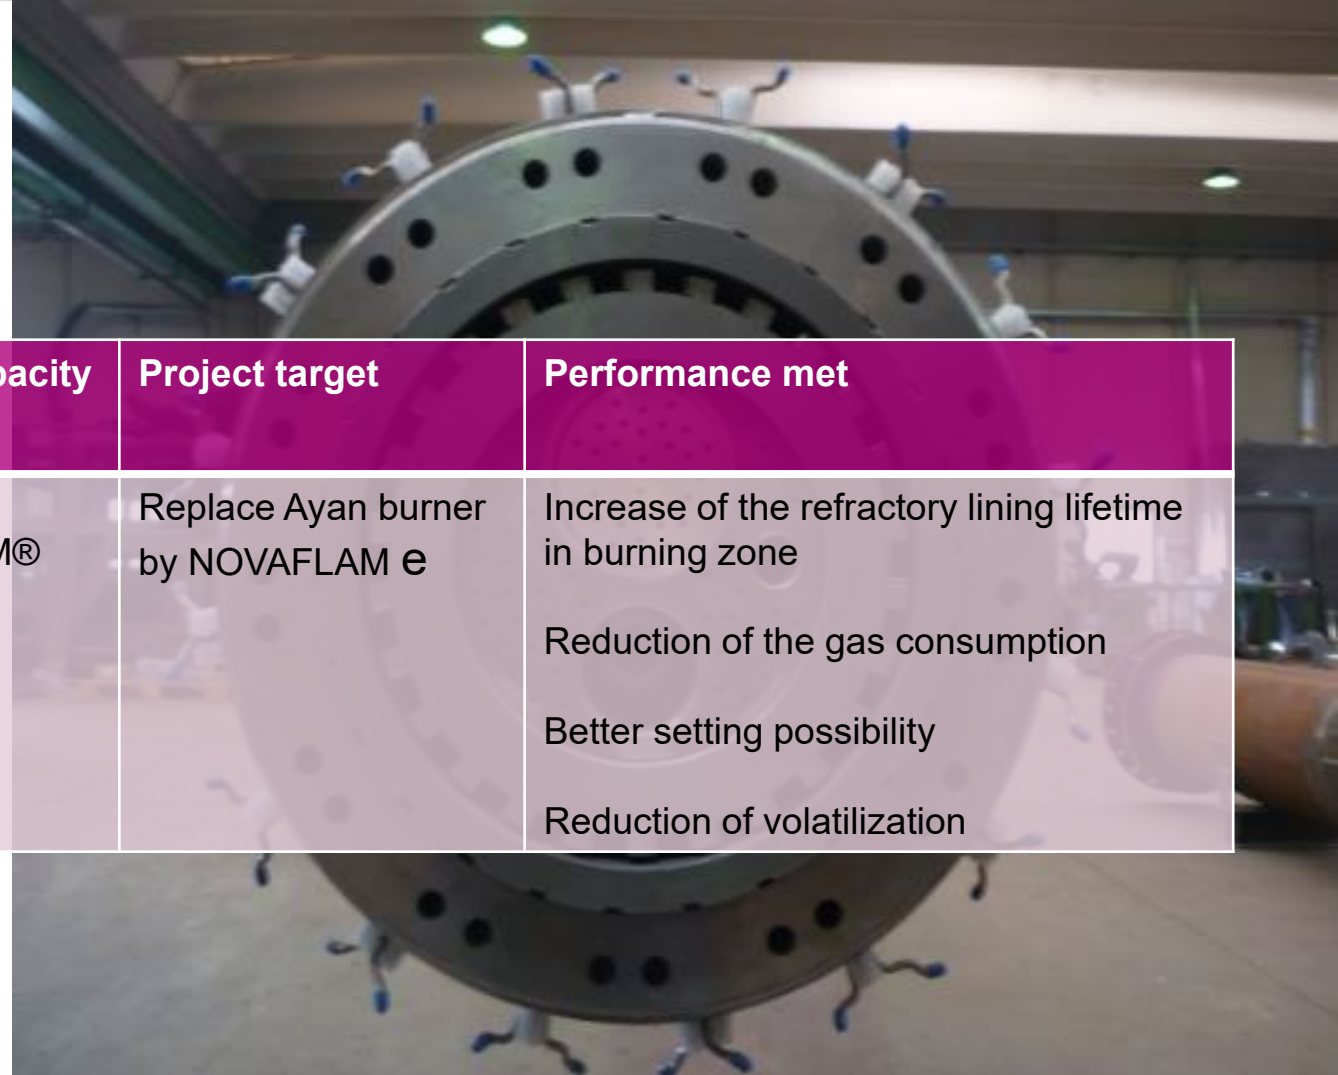 pacity
Project target
Performance met
M®
Replace Ayan burner
by NOVAFLAM e
Increase of the refractory lining lifetime
in burning zone
Reduction of the gas consumption
Better setting possibility
Reduction of volatilization